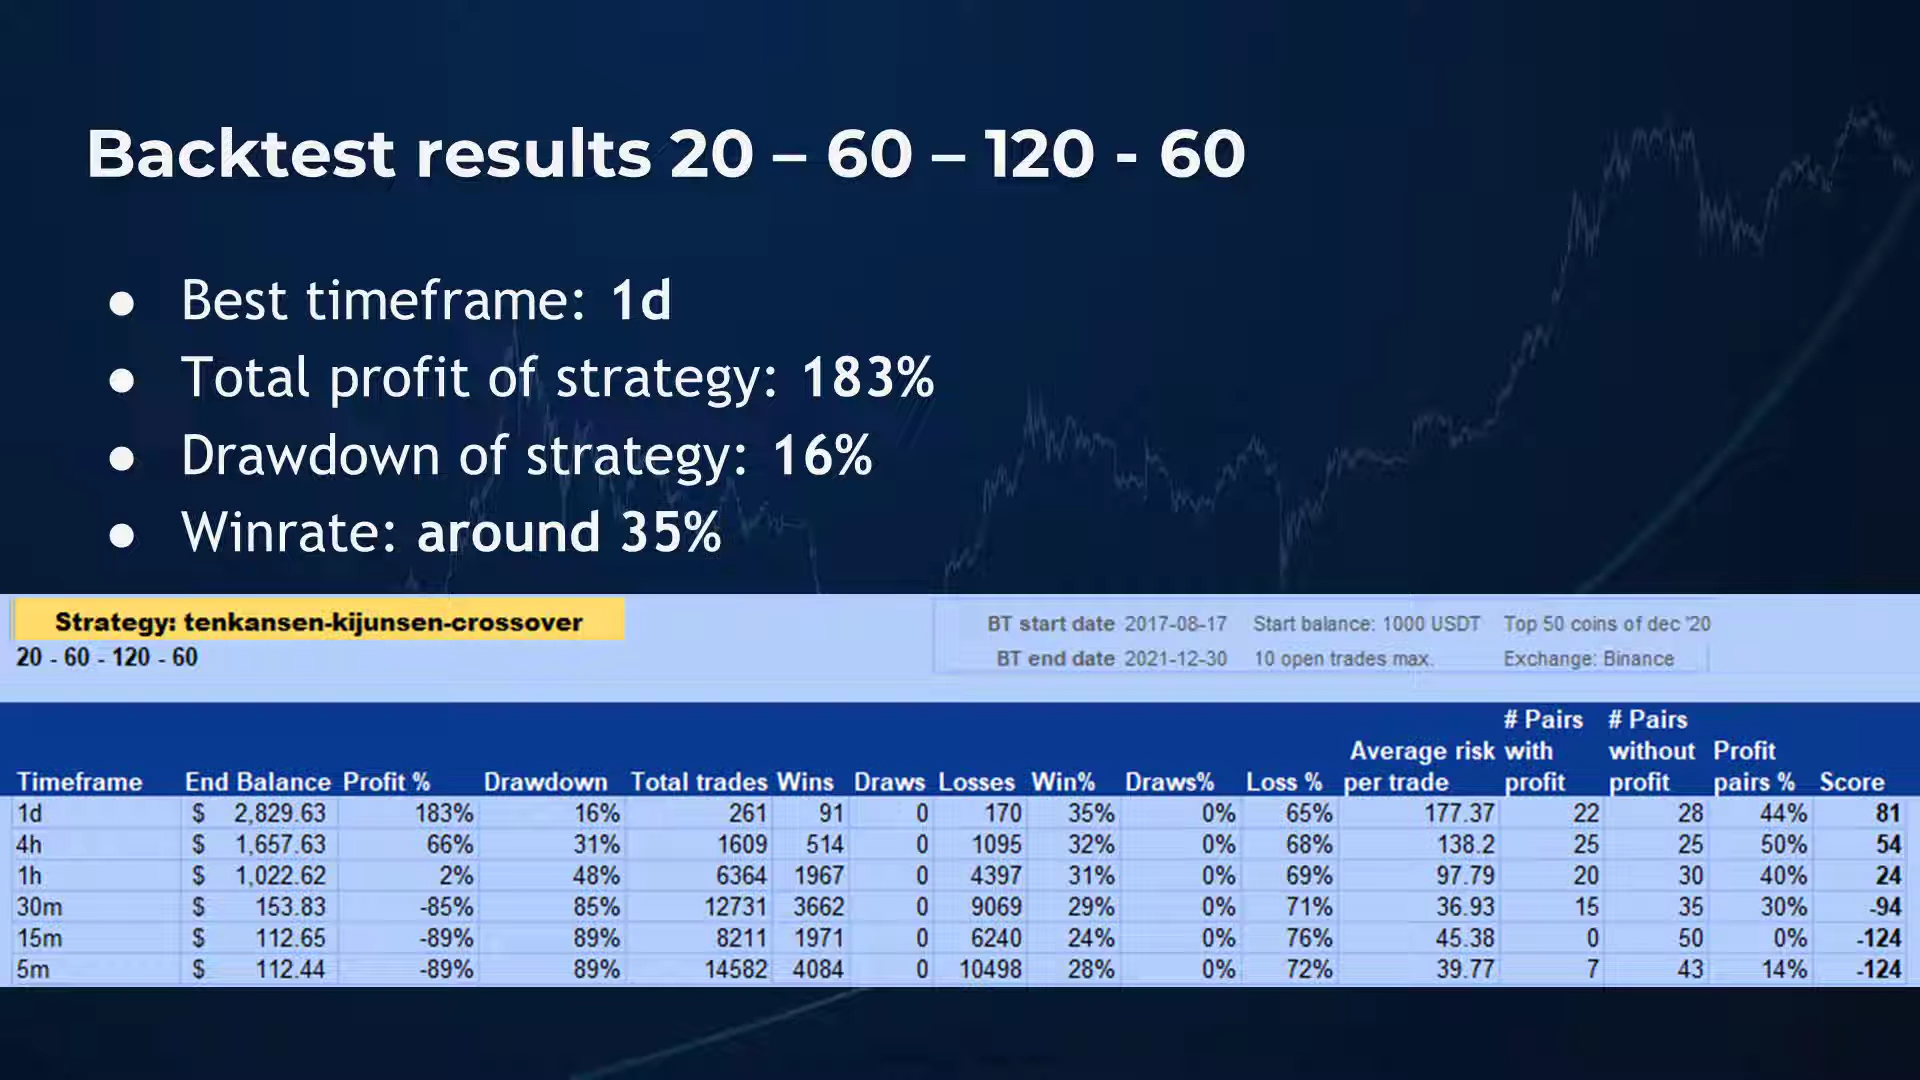 Backtest results 20 – 60 – 120 - 60
● Best timeframe: 1d
● Total profit of strategy: 183%
● Drawdown of strategy: 16%
● Winrate: around 35%
Strategy: tenkansen-kijunsen-crossover
20 - 60 - 120 - 60
BT start date 2017-08-17 Start balance: 1000 USDT Top 50 coins of dec '20
BT end date 2021-12-30 10 open trades max. Exchange: Binance
Timeframe End Balance Profit % Drawdown Total trades Wins Draws Losses Win% Draws% Loss % Average risk per trade # Pairs with profit # Pairs without profit Profit pairs % Score
1d $ 2,829.63 183% 16% 261 91 0 170 35% 0% 65% 177.37 22 28 44% 81
4h $ 1,657.63 66% 31% 1609 514 0 1095 32% 0% 68% 138.2 25 25 50% 54
1h $ 1,022.62 2% 48% 6364 1967 0 4397 31% 0% 69% 97.79 20 30 40% 24
30m $ 153.83 -85% 85% 12731 3662 0 9069 29% 0% 71% 36.93 15 35 30% -94
15m $ 112.65 -89% 89% 8211 1971 0 6240 24% 0% 76% 45.38 0 50 0% -124
5m $ 112.44 -89% 89% 14582 4084 0 10498 28% 0% 72% 39.77 7 43 14% -124